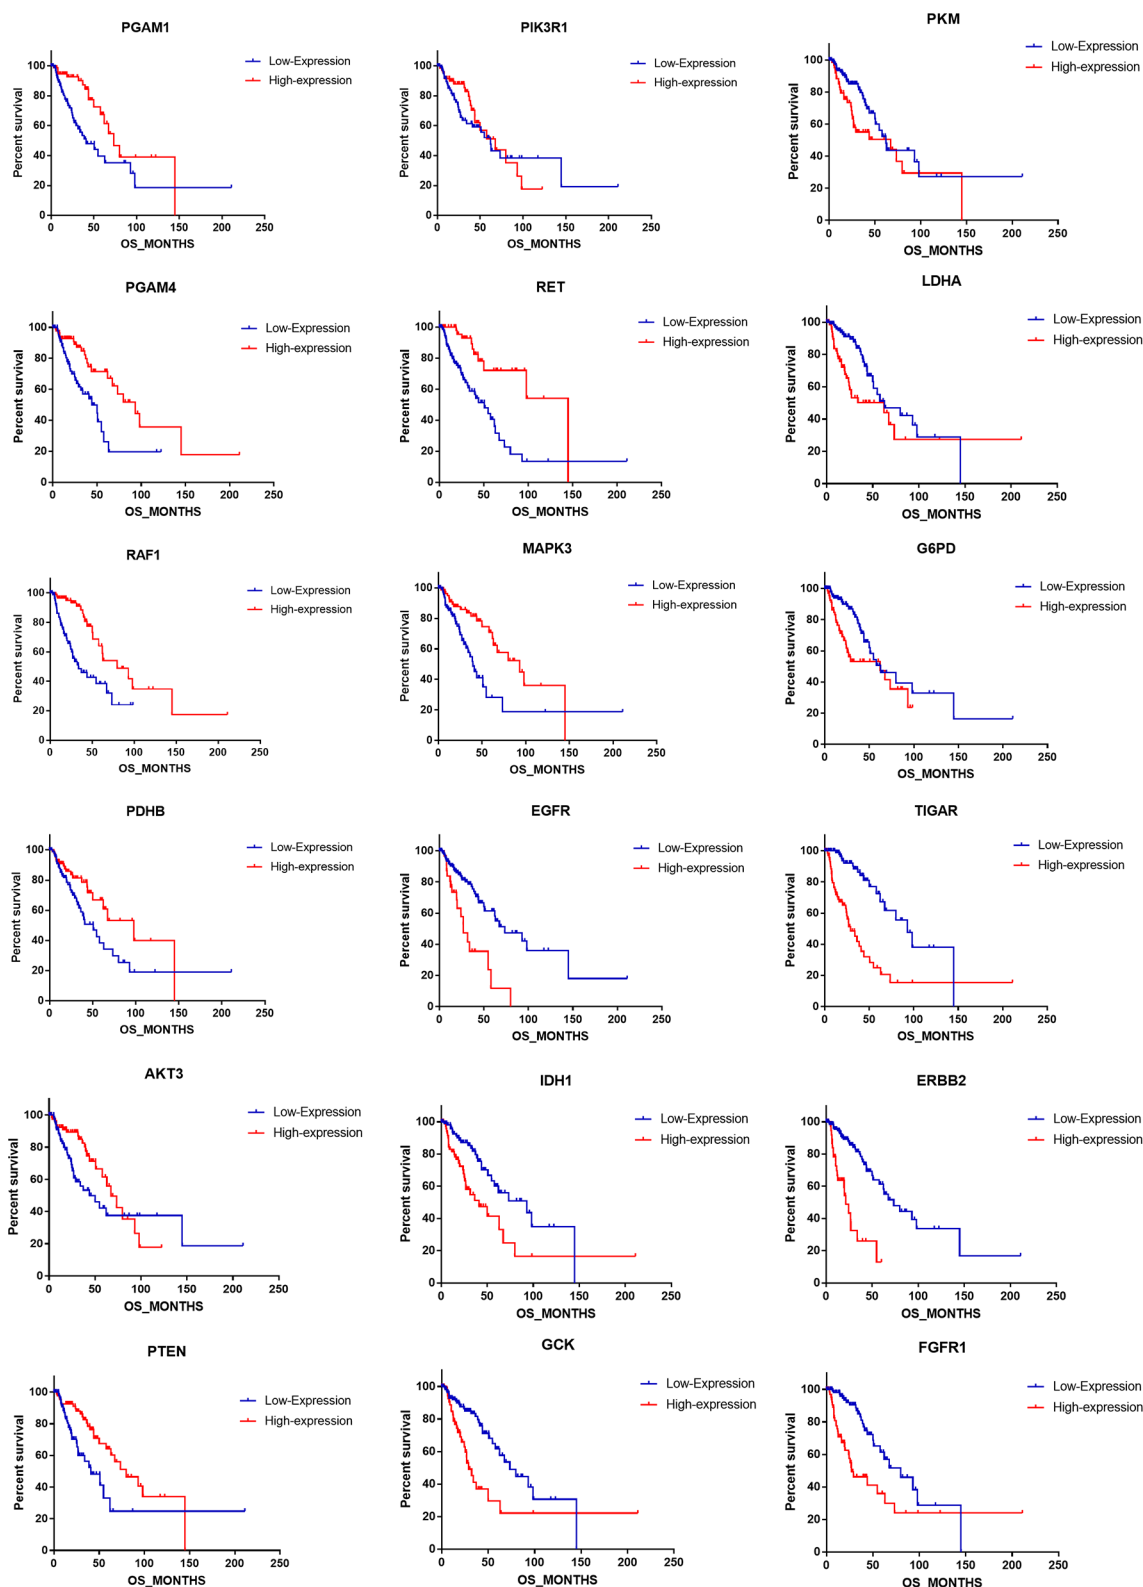 PGAM1
Low-Expression
High-expression
Percent survival
100
80
60
40
20
0
0 50 100 150 200 250
OS_MONTHS
PIK3R1
Low-Expression
High-expression
Percent survival
100
80
60
40
20
0
0 50 100 150 200 250
OS_MONTHS
PKM
Low-Expression
High-expression
Percent survival
100
80
60
40
20
0
0 50 100 150 200 250
OS_MONTHS
PGAM4
Low-Expression
High-expression
Percent survival
100
80
60
40
20
0
0 50 100 150 200 250
OS_MONTHS
RET
Low-Expression
High-expression
Percent survival
100
80
60
40
20
0
0 50 100 150 200 250
OS_MONTHS
LDHA
Low-Expression
High-expression
Percent survival
100
80
60
40
20
0
0 50 100 150 200 250
OS_MONTHS
RAF1
Low-Expression
High-expression
Percent survival
100
80
60
40
20
0
0 50 100 150 200 250
OS_MONTHS
MAPK3
Low-Expression
High-expression
Percent survival
100
80
60
40
20
0
0 50 100 150 200 250
OS_MONTHS
G6PD
Low-Expression
High-expression
Percent survival
100
80
60
40
20
0
0 50 100 150 200 250
OS_MONTHS
PDHB
Low-Expression
High-expression
Percent survival
100
80
60
40
20
0
0 50 100 150 200 250
OS_MONTHS
EGFR
Low-Expression
High-expression
Percent survival
100
80
60
40
20
0
0 50 100 150 200 250
OS_MONTHS
TIGAR
Low-Expression
High-expression
Percent survival
100
80
60
40
20
0
0 50 100 150 200 250
OS_MONTHS
AKT3
Low-Expression
High-expression
Percent survival
100
80
60
40
20
0
0 50 100 150 200 250
OS_MONTHS
IDH1
Low-Expression
High-expression
Percent survival
100
80
60
40
20
0
0 50 100 150 200 250
OS_MONTHS
ERBB2
Low-Expression
High-expression
Percent survival
100
80
60
40
20
0
0 50 100 150 200 250
OS_MONTHS
PTEN
Low-Expression
High-expression
Percent survival
100
80
60
40
20
0
0 50 100 150 200 250
OS_MONTHS
GCK
Low-Expression
High-expression
Percent survival
100
80
60
40
20
0
0 50 100 150 200 250
OS_MONTHS
FGFR1
Low-Expression
High-expression
Percent survival
100
80
60
40
20
0
0 50 100 150 200 250
OS_MONTHS